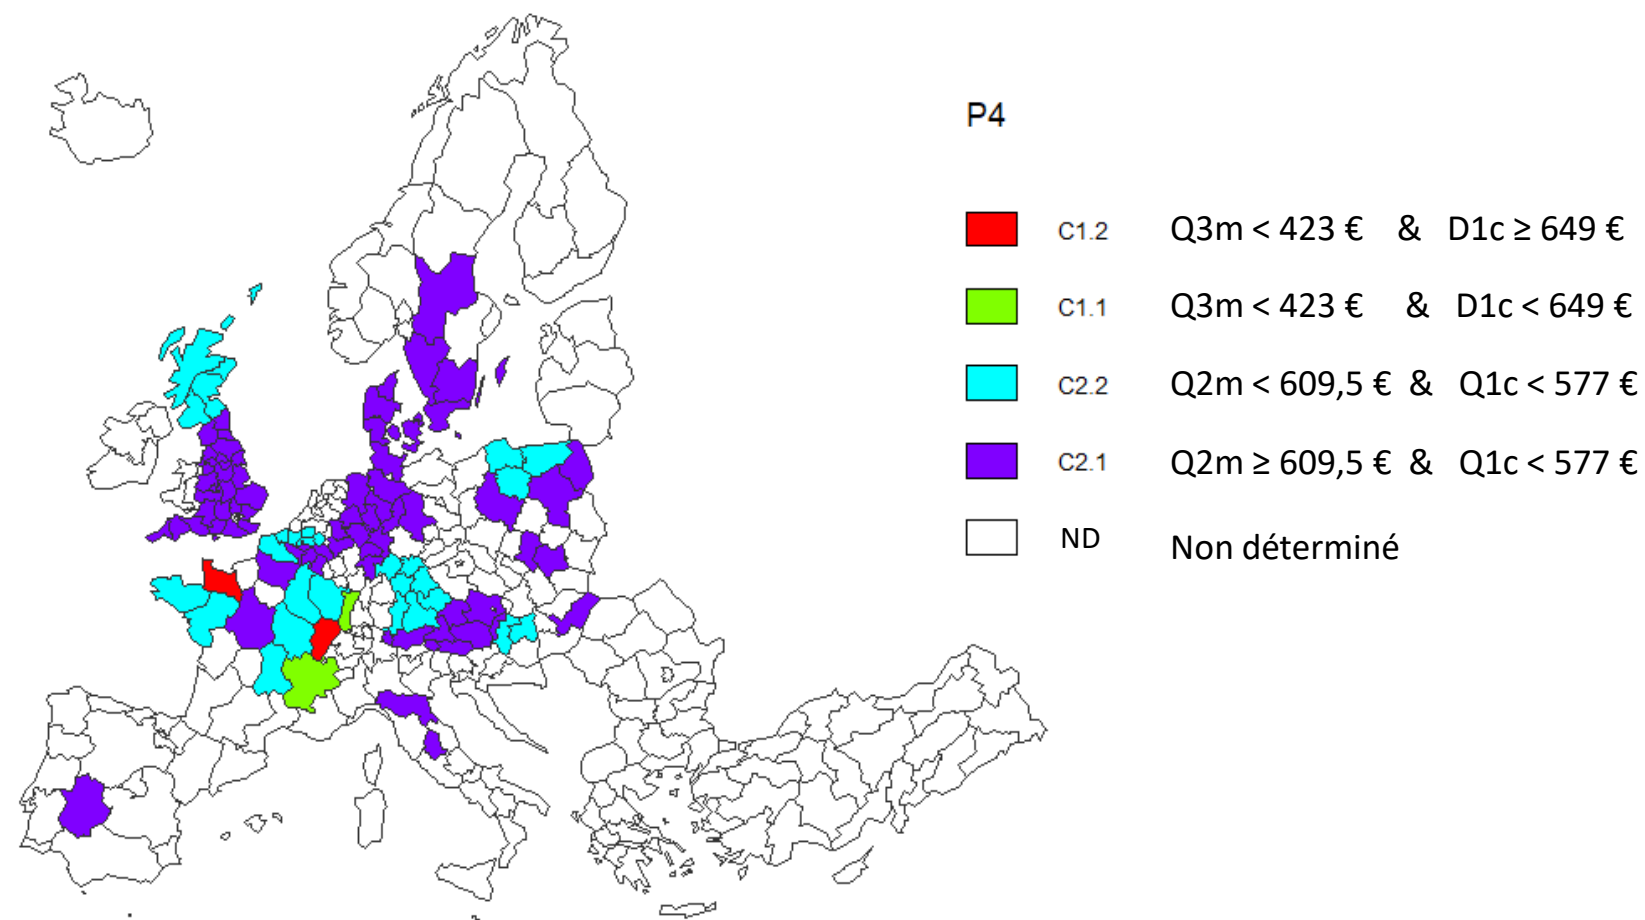 P4
C1.2 Q3m < 423 € & D1c ≥ 649 €
C1.1 Q3m < 423 € & D1c < 649 €
C2.2 Q2m < 609,5 € & Q1c < 577 €
C2.1 Q2m ≥ 609,5 € & Q1c < 577 €
ND Non déterminé